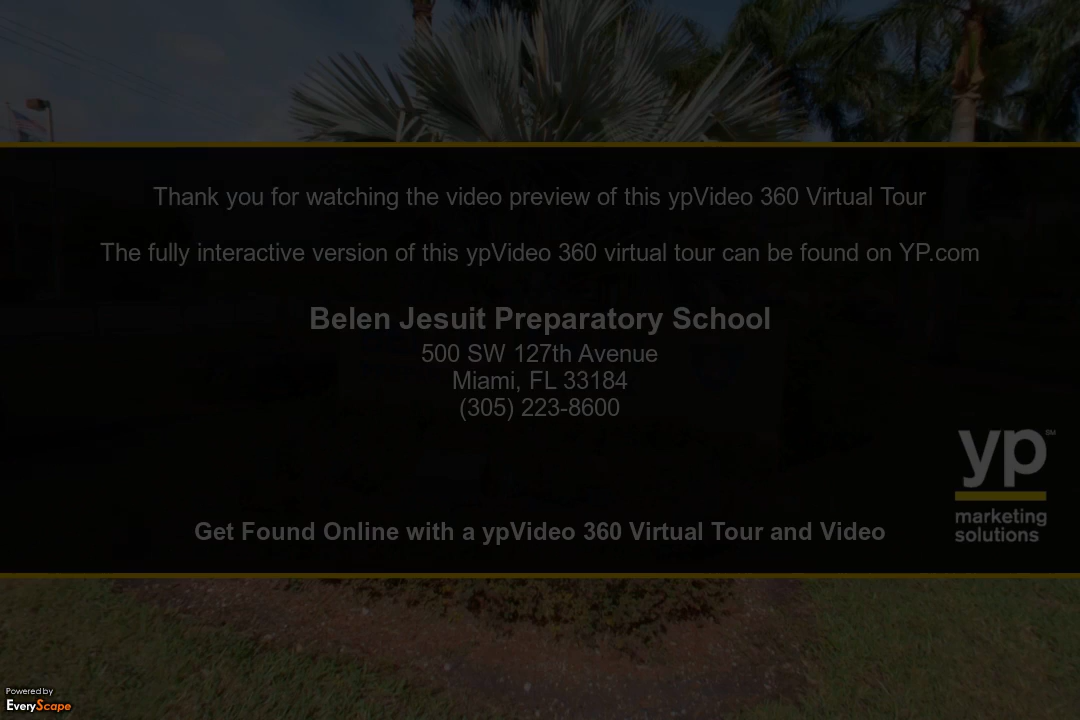 Thank you for watching the video preview of this ypVideo 360 Virtual Tour
The fully interactive version of this ypVideo 360 virtual tour can be found on YP.com
Belen Jesuit Preparatory School
500 SW 127th Avenue
Miami, FL 33184
(305) 223-8600
yp℠
marketing
solutions
Get Found Online with a ypVideo 360 Virtual Tour and Video
Powered by
EveryScape